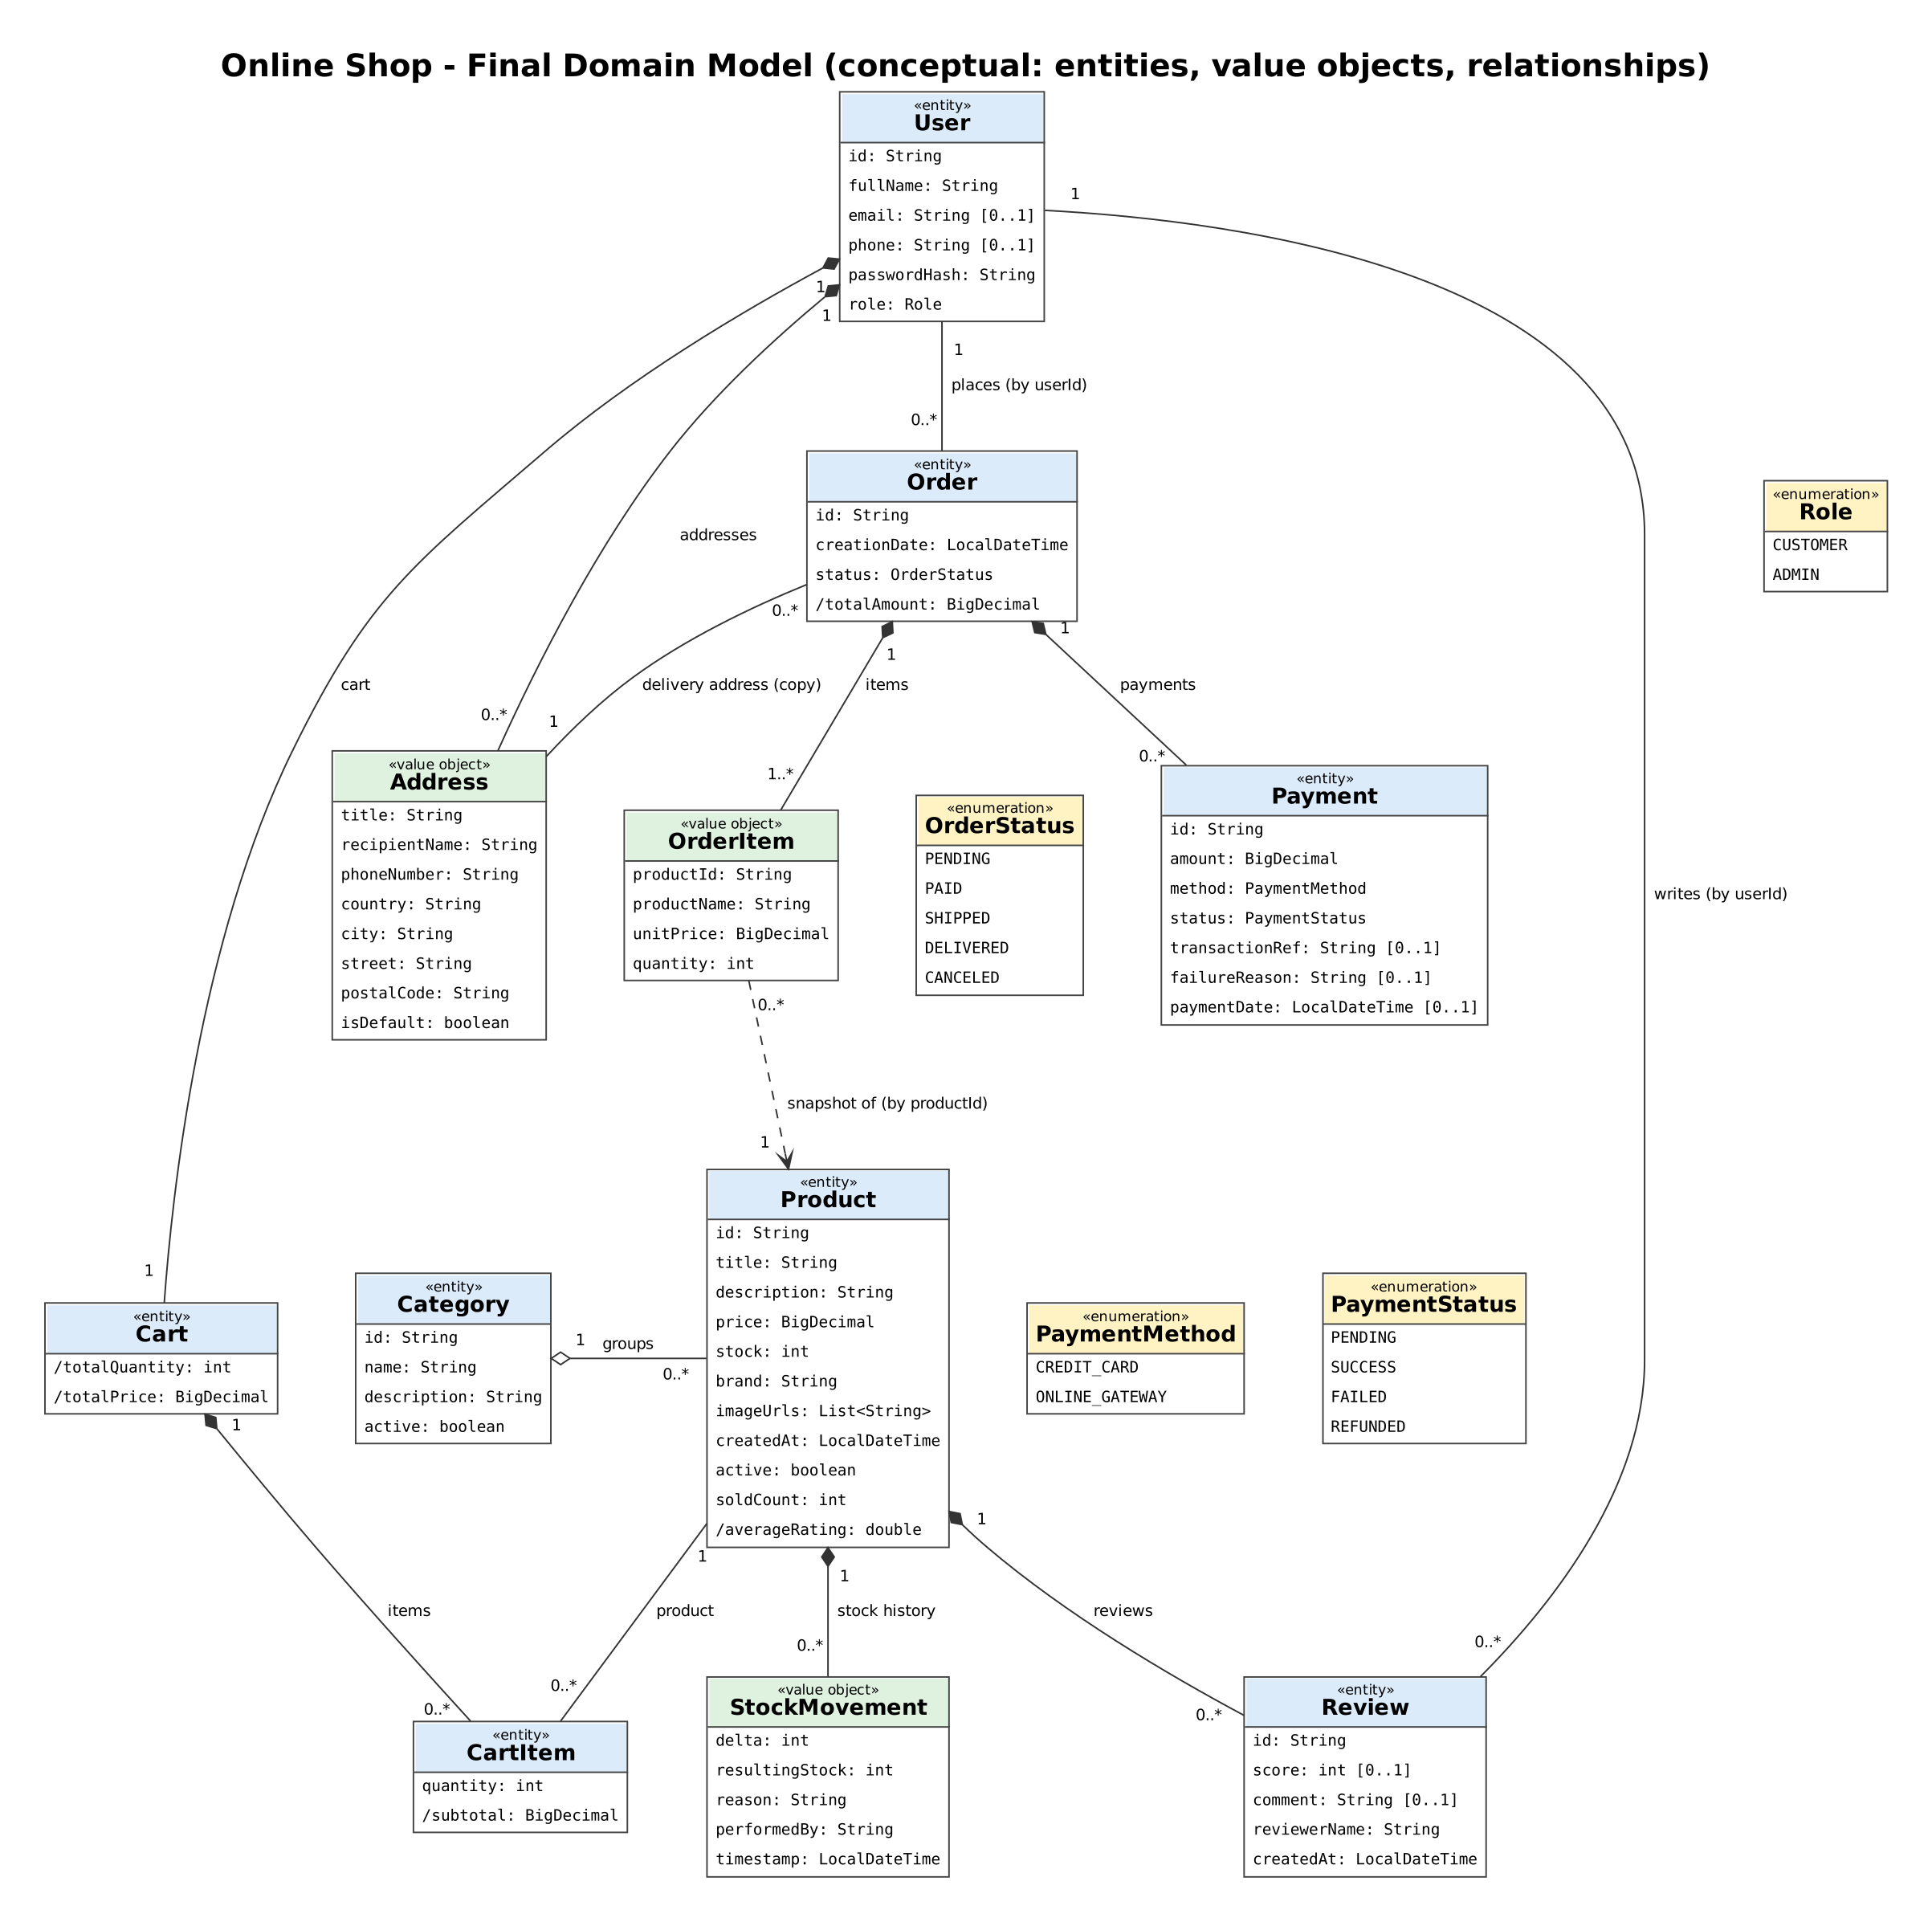 Online Shop - Final Domain Model (conceptual: entities, value objects, relationships)
«entity»
User
id: String
fullName: String
email: String [0..1]
phone: String [0..1]
passwordHash: String
role: Role
1
1
1
1
places (by userId)
0..*
«entity»
Order
id: String
creationDate: LocalDateTime
status: OrderStatus
/totalAmount: BigDecimal
«enumeration»
Role
CUSTOMER
ADMIN
addresses
0..*
1
1
cart
delivery address (copy)
items
payments
0..*
1
1..*
0..*
«value object»
Address
title: String
recipientName: String
phoneNumber: String
country: String
city: String
street: String
postalCode: String
isDefault: boolean
«value object»
OrderItem
productId: String
productName: String
unitPrice: BigDecimal
quantity: int
«enumeration»
OrderStatus
PENDING
PAID
SHIPPED
DELIVERED
CANCELED
«entity»
Payment
id: String
amount: BigDecimal
method: PaymentMethod
status: PaymentStatus
transactionRef: String [0..1]
failureReason: String [0..1]
paymentDate: LocalDateTime [0..1]
writes (by userId)
0..*
snapshot of (by productId)
1
1
«entity»
Cart
/totalQuantity: int
/totalPrice: BigDecimal
1
«entity»
Category
id: String
name: String
description: String
active: boolean
1
groups
0..*
«entity»
Product
id: String
title: String
description: String
price: BigDecimal
stock: int
brand: String
imageUrls: List<String>
createdAt: LocalDateTime
active: boolean
soldCount: int
/averageRating: double
«enumeration»
PaymentMethod
CREDIT_CARD
ONLINE_GATEWAY
«enumeration»
PaymentStatus
PENDING
SUCCESS
FAILED
REFUNDED
1
1
1
items
product
stock history
reviews
0..*
0..*
0..*
0..*
0..*
«entity»
CartItem
quantity: int
/subtotal: BigDecimal
«value object»
StockMovement
delta: int
resultingStock: int
reason: String
performedBy: String
timestamp: LocalDateTime
«entity»
Review
id: String
score: int [0..1]
comment: String [0..1]
reviewerName: String
createdAt: LocalDateTime